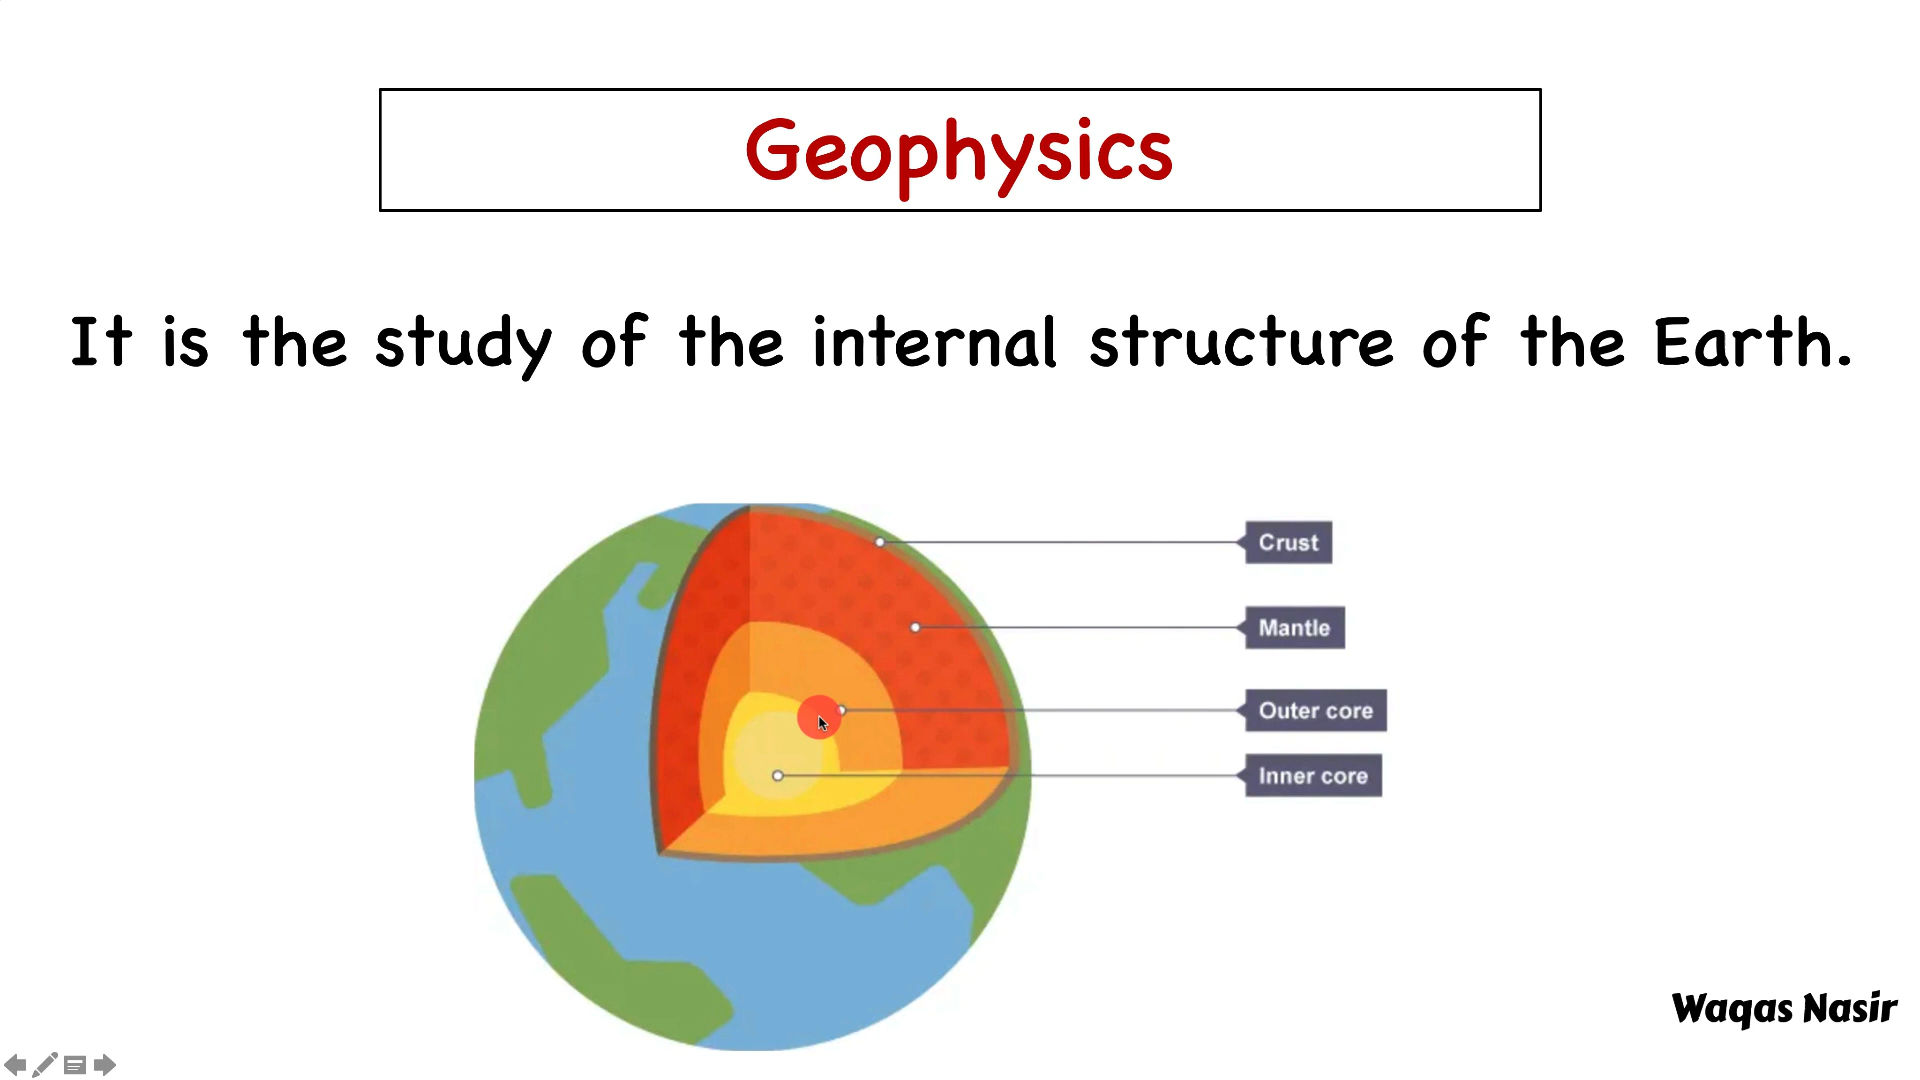 Geophysics
It is the study of the internal structure of the Earth.
Crust
Mantle
Outer core
Inner core
Waqas Nasir